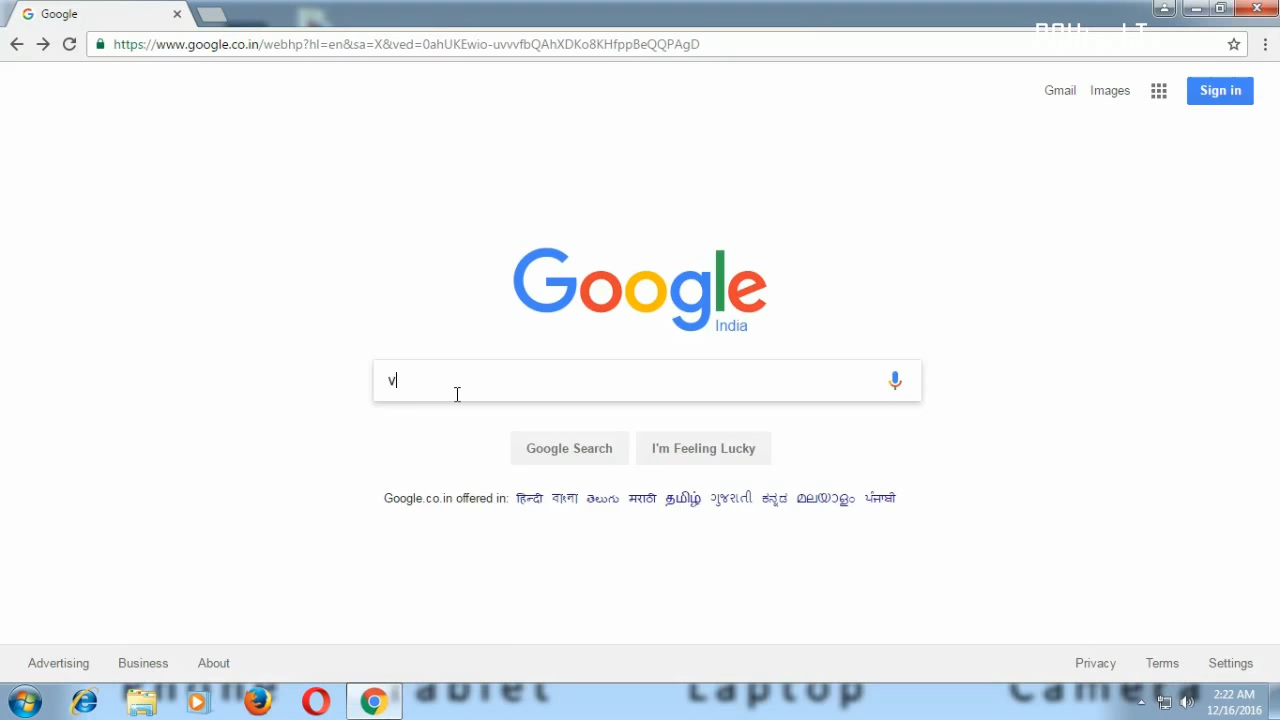 Google
https://www.google.co.in/webhp?hl=en&sa=X&ved=0ahUKEwio-uvvvfbQAhXDKo8KHfppBeQQPAgD
Gmail Images Sign in
Google
India
v
Google Search I'm Feeling Lucky
Google.co.in offered in: हिन्दी বাংলা తెలుగు मराठी தமிழ் ગુજરાતી ಕನ್ನಡ മലയാളം ਪੰਜਾਬੀ
Advertising Business About Privacy Terms Settings
Tablet Laptop Camera
2:22 AM
12/16/2016